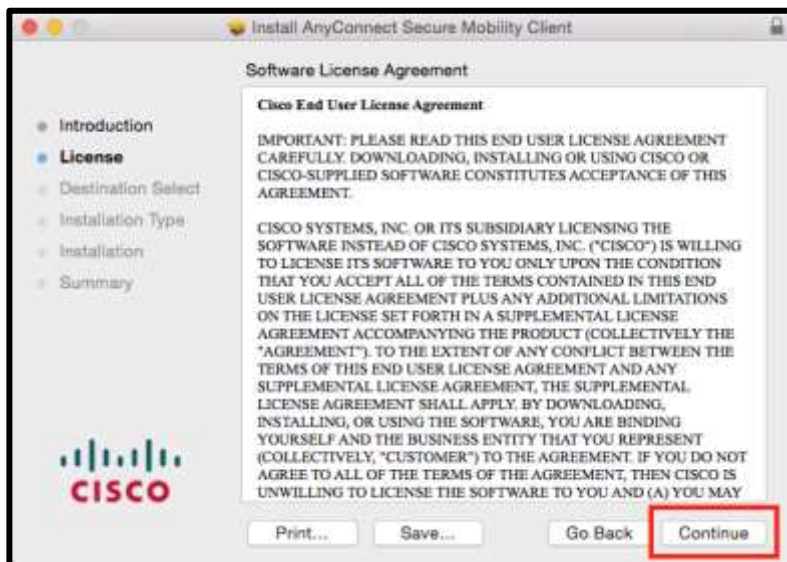 Install AnyConnect Secure Mobility Client
Software License Agreement
Introduction
License
Destination Select
Installation Type
Installation
Summary
Cisco End User License Agreement
IMPORTANT: PLEASE READ THIS END USER LICENSE AGREEMENT
CAREFULLY. DOWNLOADING, INSTALLING OR USING CISCO OR
CISCO-SUPPLIED SOFTWARE CONSTITUTES ACCEPTANCE OF THIS
AGREEMENT.
CISCO SYSTEMS, INC. OR ITS SUBSIDIARY LICENSING THE
SOFTWARE INSTEAD OF CISCO SYSTEMS, INC. ("CISCO") IS WILLING
TO LICENSE ITS SOFTWARE TO YOU ONLY UPON THE CONDITION
THAT YOU ACCEPT ALL OF THE TERMS CONTAINED IN THIS END
USER LICENSE AGREEMENT PLUS ANY ADDITIONAL LIMITATIONS
ON THE LICENSE SET FORTH IN A SUPPLEMENTAL LICENSE
AGREEMENT ACCOMPANYING THE PRODUCT (COLLECTIVELY THE
"AGREEMENT"). TO THE EXTENT OF ANY CONFLICT BETWEEN THE
TERMS OF THIS END USER LICENSE AGREEMENT AND ANY
SUPPLEMENTAL LICENSE AGREEMENT, THE SUPPLEMENTAL
LICENSE AGREEMENT SHALL APPLY. BY DOWNLOADING,
INSTALLING, OR USING THE SOFTWARE, YOU ARE BINDING
YOURSELF AND THE BUSINESS ENTITY THAT YOU REPRESENT
(COLLECTIVELY, "CUSTOMER") TO THE AGREEMENT. IF YOU DO NOT
AGREE TO ALL OF THE TERMS OF THE AGREEMENT, THEN CISCO IS
UNWILLING TO LICENSE THE SOFTWARE TO YOU AND (A) YOU MAY
CISCO
Print...
Save...
Go Back
Continue